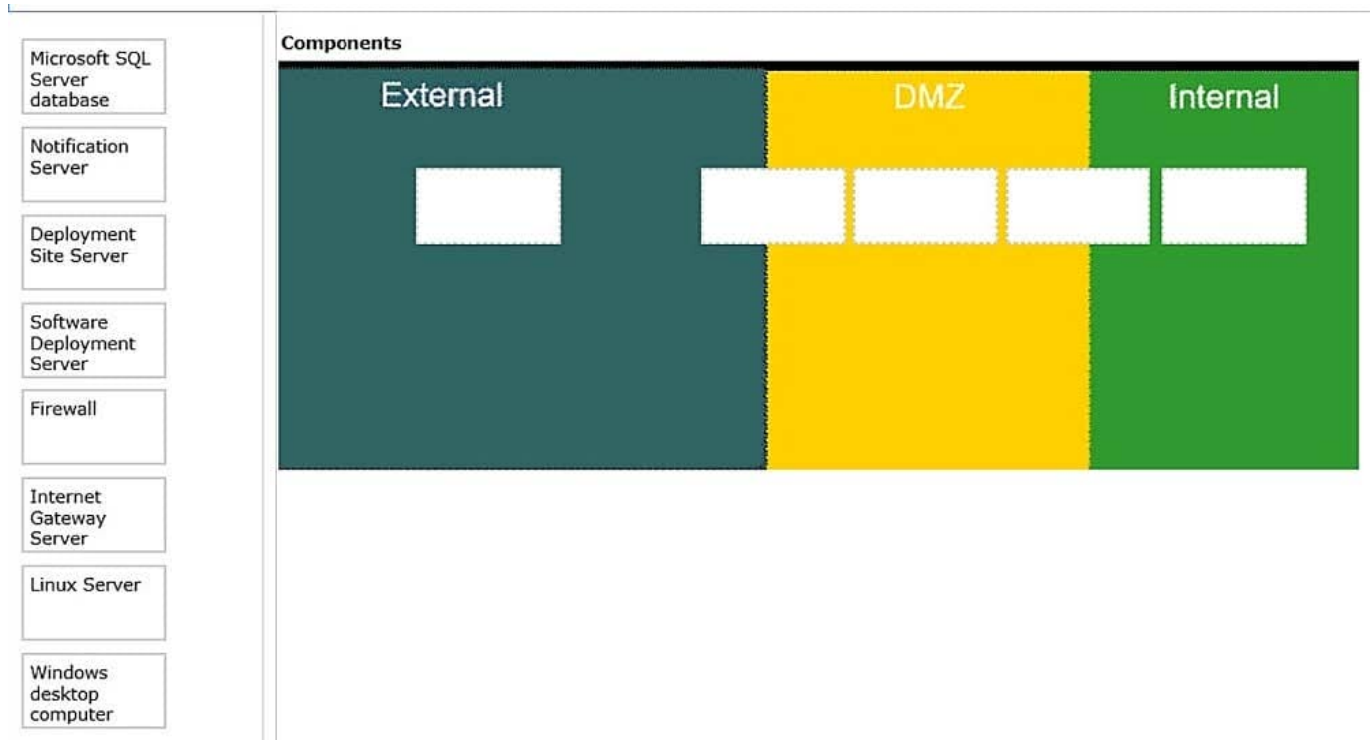 Components
Microsoft SQL
Server
database
Notification
Server
Deployment
Site Server
Software
Deployment
Server
Firewall
Internet
Gateway
Server
Linux Server
Windows
desktop
computer
External
DMZ
Internal